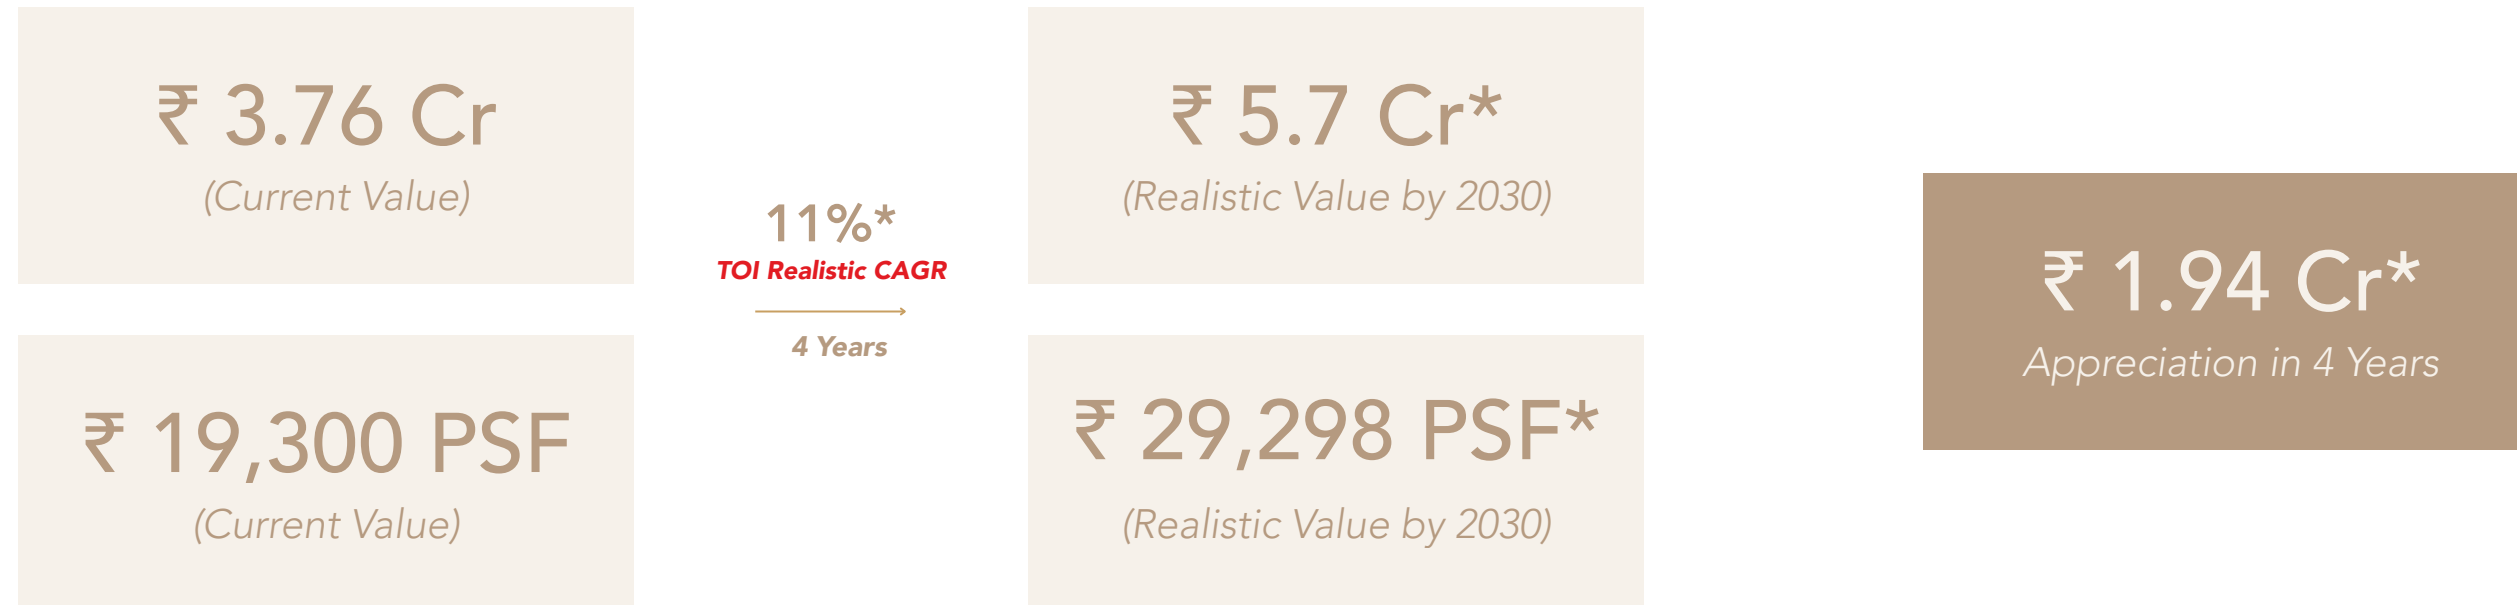 ₹ 3.76 Cr
(Current Value)
₹ 19,300 PSF
(Current Value)
11%*
TOI Realistic CAGR
4 Years
₹ 5.7 Cr*
(Realistic Value by 2030)
₹ 29,298 PSF*
(Realistic Value by 2030)
₹ 1.94 Cr*
Appreciation in 4 Years